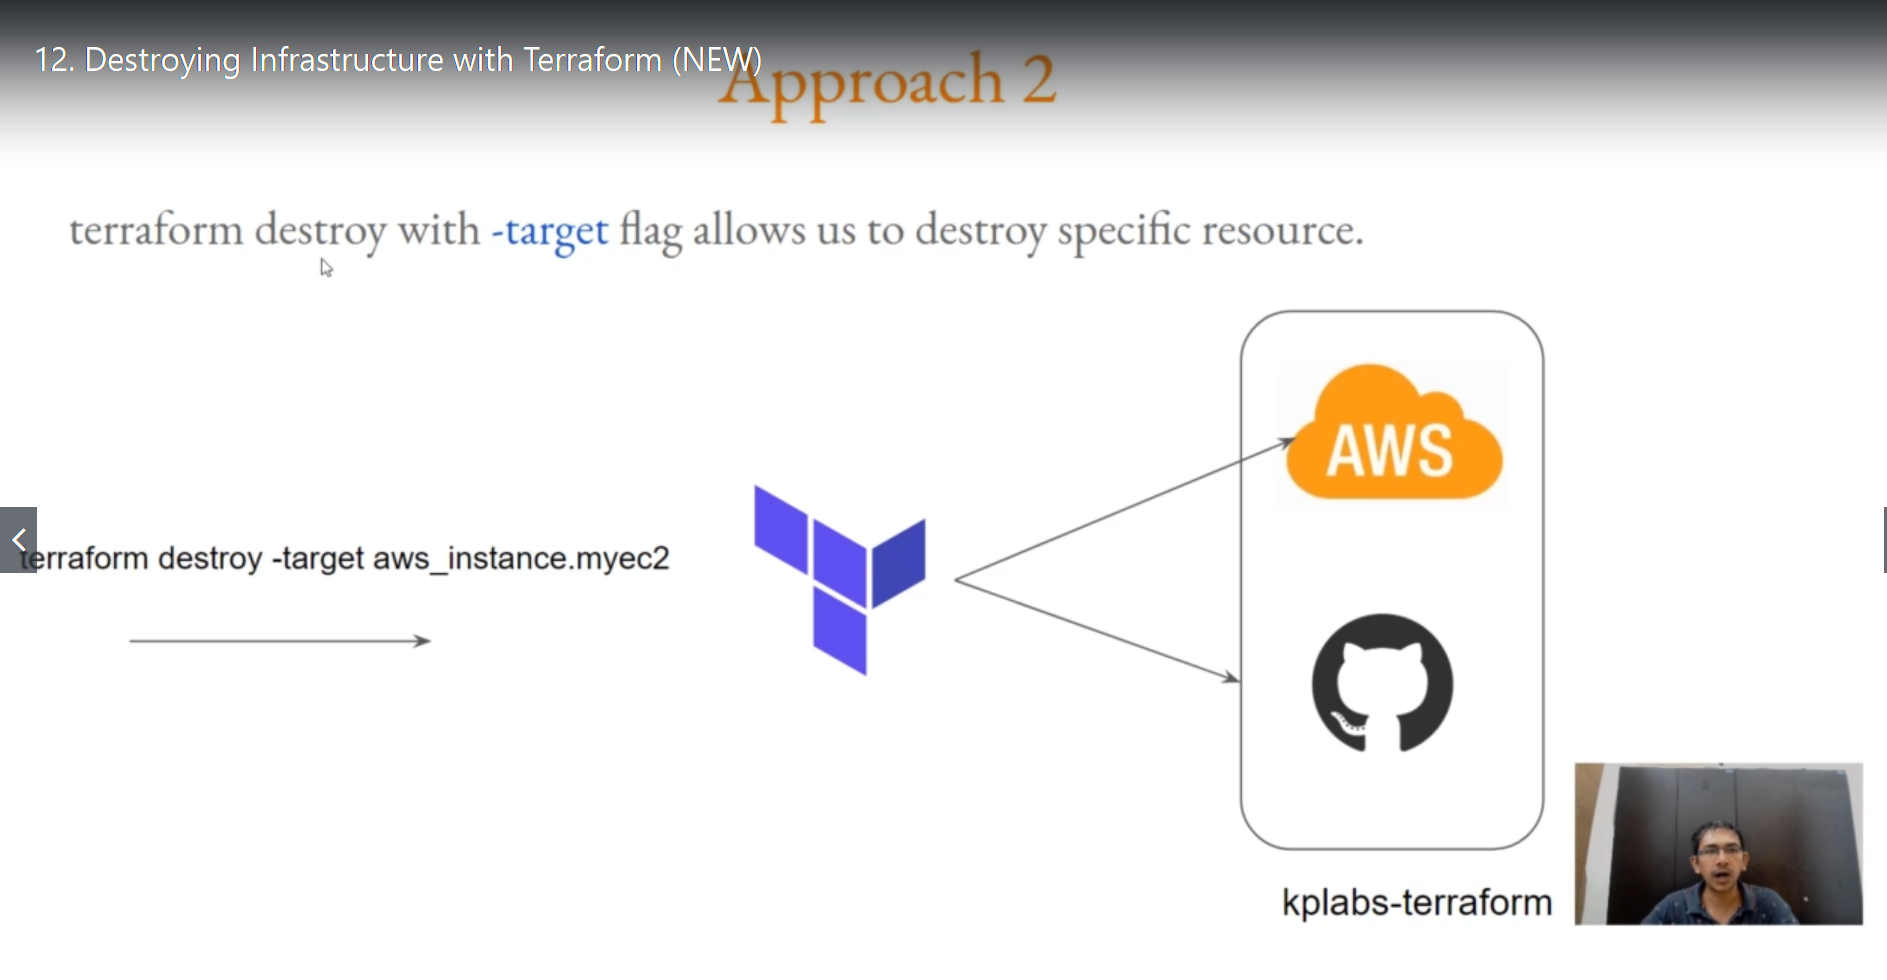 12. Destroying Infrastructure with Terraform (NEW)
Approach 2
terraform destroy with -target flag allows us to destroy specific resource.
AWS
terraform destroy -target aws_instance.myec2
kplabs-terraform